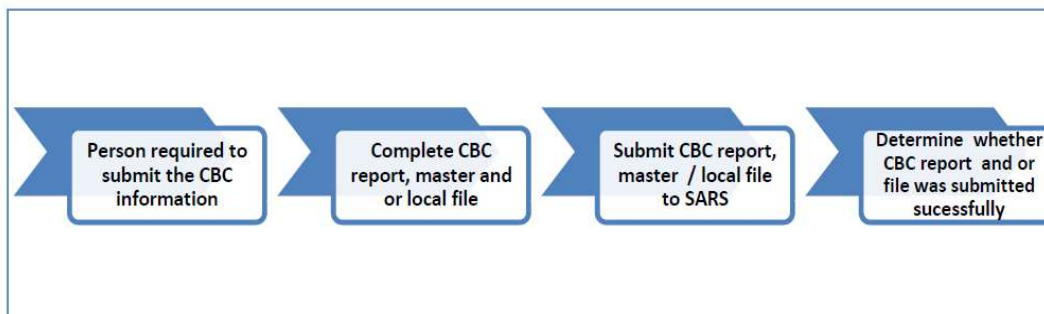 Person required to
submit the CBC
information
Complete CBC
report, master and
or local file
Submit CBC report,
master / local file
to SARS
Determine whether
CBC report and or
file was submitted
sucessfully